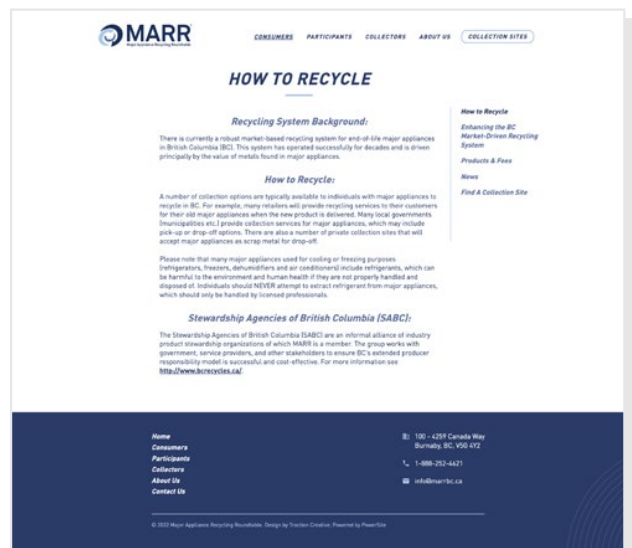 MARR
Major Appliance Recycling Roundtable
CONSUMERS PARTICIPANTS COLLECTORS ABOUT US COLLECTION SITES
HOW TO RECYCLE
Recycling System Background:
There is currently a robust market-based recycling system for end-of-life major appliances
in British Columbia (BC). This system has operated successfully for decades and is driven
principally by the value of metals found in major appliances.
How to Recycle:
A number of collection options are typically available to individuals with major appliances to
recycle in BC. For example, many retailers will provide recycling services to their customers
for their old major appliances when the new product is delivered. Many local governments
(municipalities etc.) provide collection services for major appliances, which may include
pick-up or drop-off options. There are also a number of private collection sites that will
accept major appliances as scrap metal for drop-off.
Please note that many major appliances used for cooling or freezing purposes
(refrigerators, freezers, dehumidifiers and air conditioners) include refrigerants, which can
be harmful to the environment and human health if they are not properly handled and
disposed of. Individuals should NEVER attempt to extract refrigerant from major appliances,
which should only be handled by licensed professionals.
Stewardship Agencies of British Columbia (SABC):
The Stewardship Agencies of British Columbia (SABC) are an informal alliance of industry
product stewardship organizations of which MARR is a member. The group works with
government, service providers, and other stakeholders to ensure BC's extended producer
responsibility model is successful and cost-effective. For more information see
http://www.bcrecycles.ca/.
How to Recycle
Enhancing the BC
Market-Driven Recycling
System
Products & Fees
News
Find A Collection Site
Home
Consumers
Participants
Collectors
About Us
Contact Us
100 - 4259 Canada Way
Burnaby, BC, V5G 4Y2
1-888-252-4621
info@marrbc.ca
© 2022 Major Appliance Recycling Roundtable. Design by Traction Creative; Powered by PowerSite